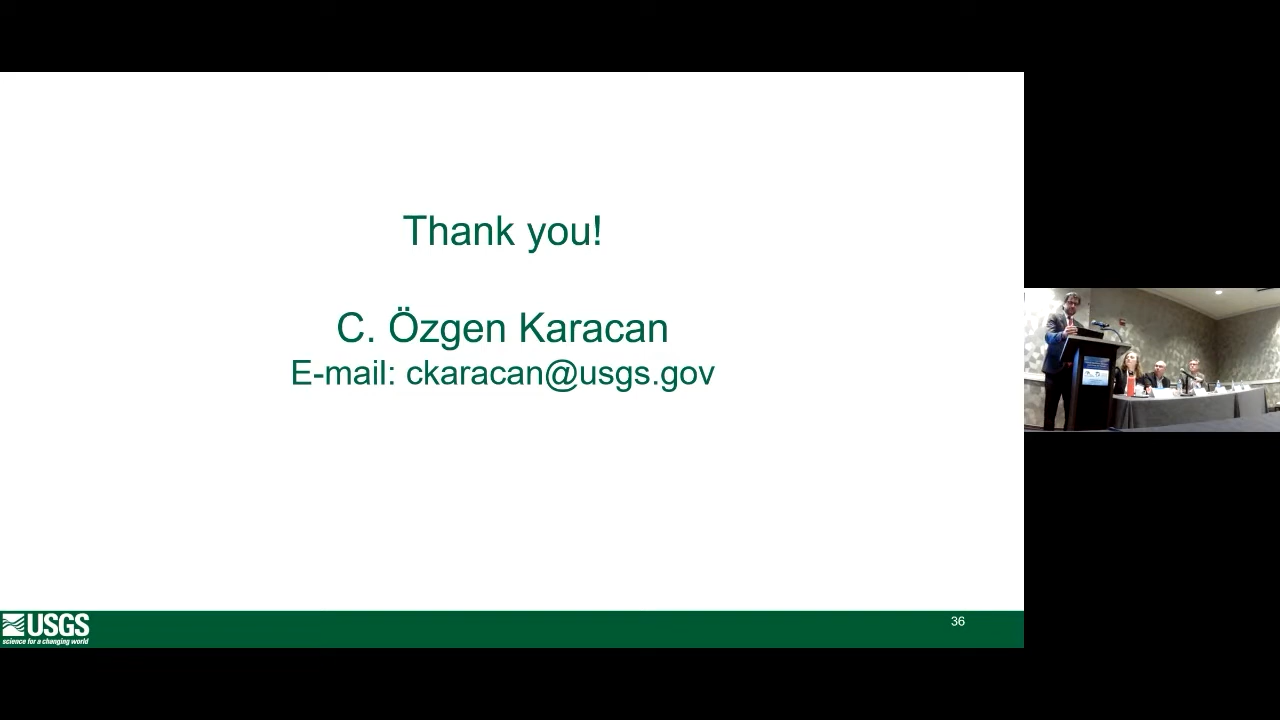 Thank you!
C. Özgen Karacan
E-mail: ckaracan@usgs.gov
USGS
science for a changing world
36